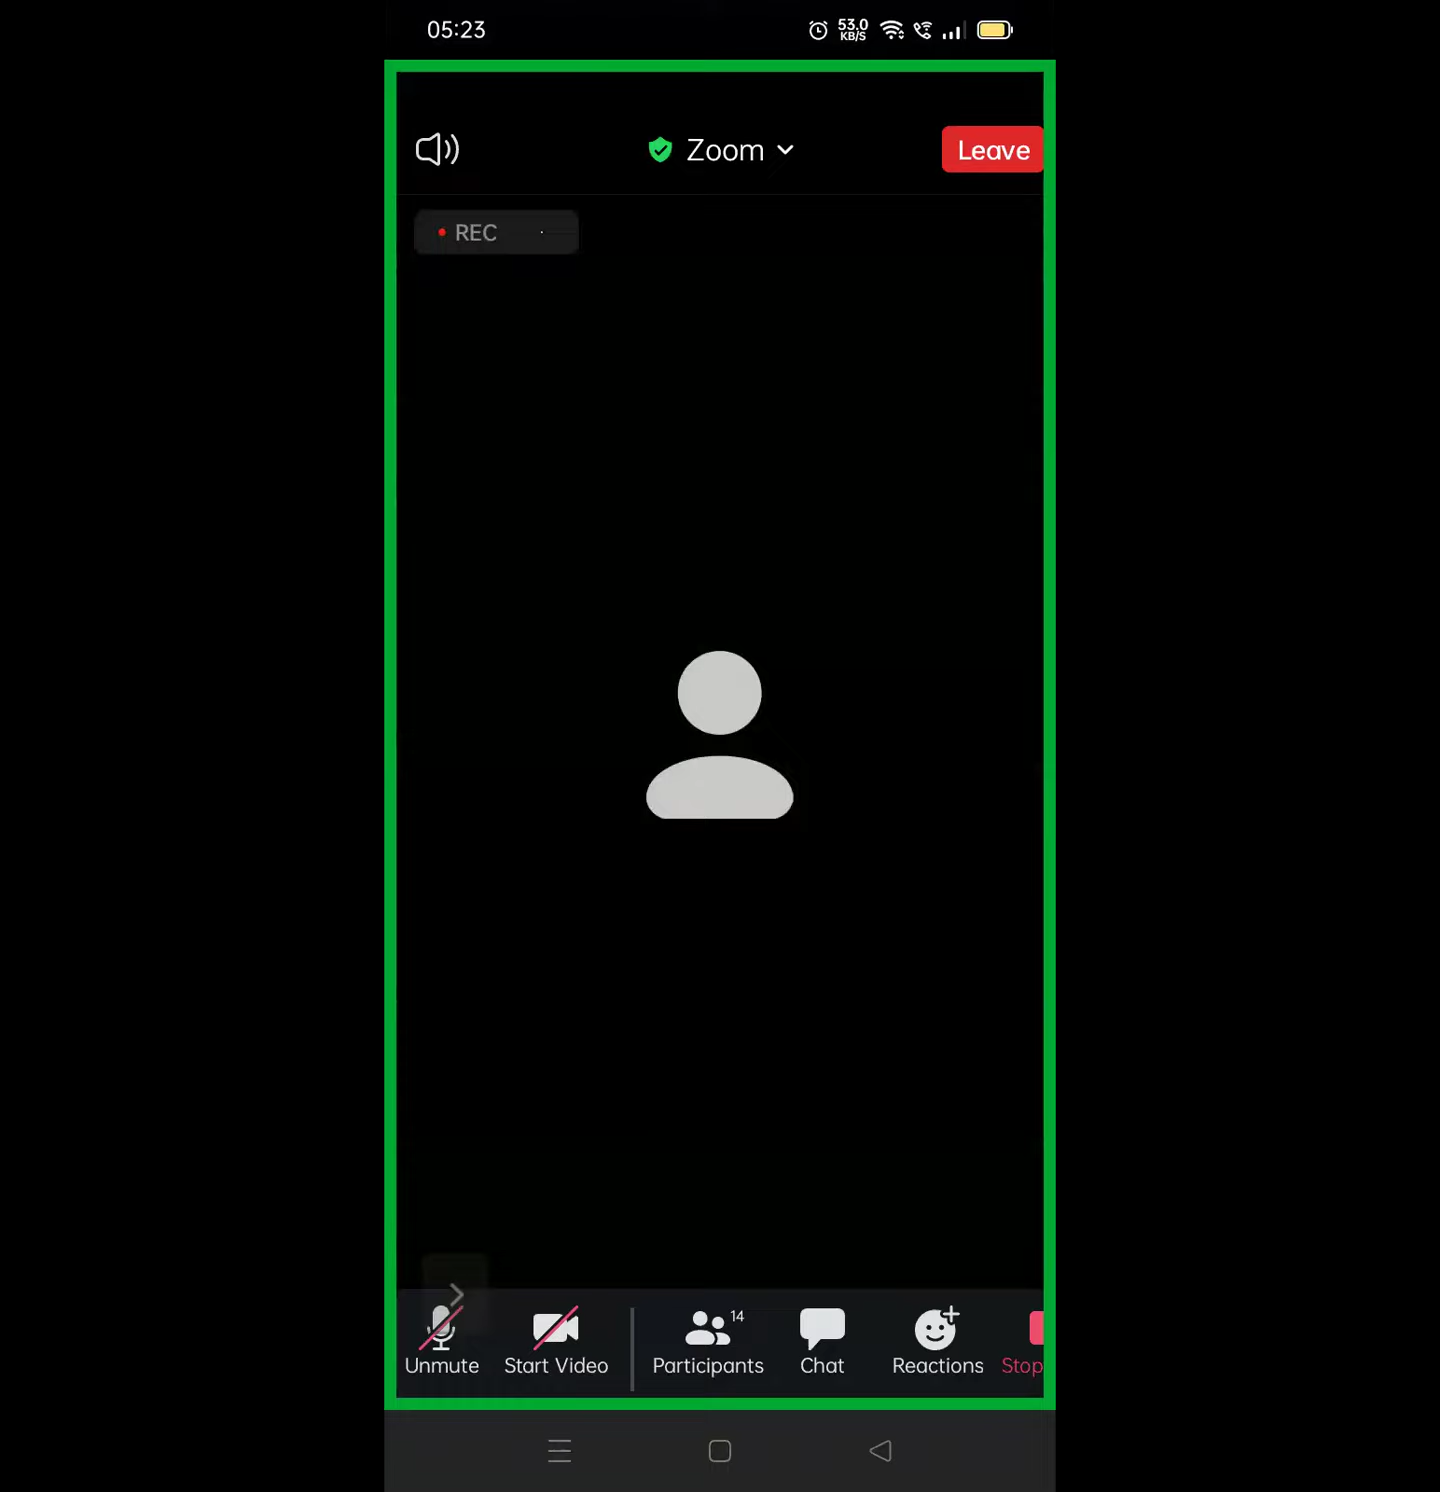 05:23
53.0
KB/S
Zoom
Leave
REC
14
Unmute
Start Video
Participants
Chat
Reactions
Stop